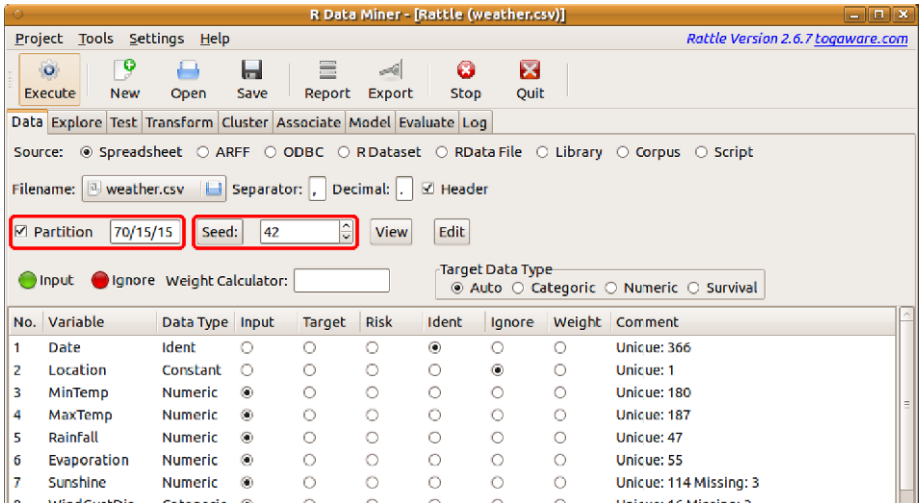 R Data Miner - [Rattle (weather.csv)]
Project Tools Settings Help
Rattle Version 2.6.7 togaware.com
Execute New Open Save Report Export Stop Quit
Data Explore Test Transform Cluster Associate Model Evaluate Log
Source: Spreadsheet ARFF ODBC R Dataset RData File Library Corpus Script
Filename: weather.csv Separator: , Decimal: . Header
Partition 70/15/15 Seed: 42 View Edit
Input Ignore Weight Calculator:
Target Data Type
Auto Categoric Numeric Survival
No. Variable Data Type Input Target Risk Ident Ignore Weight Comment
1 Date Ident Unique: 366
2 Location Constant Unique: 1
3 MinTemp Numeric Unique: 180
4 MaxTemp Numeric Unique: 187
5 Rainfall Numeric Unique: 47
6 Evaporation Numeric Unique: 55
7 Sunshine Numeric Unique: 114 Missing: 3